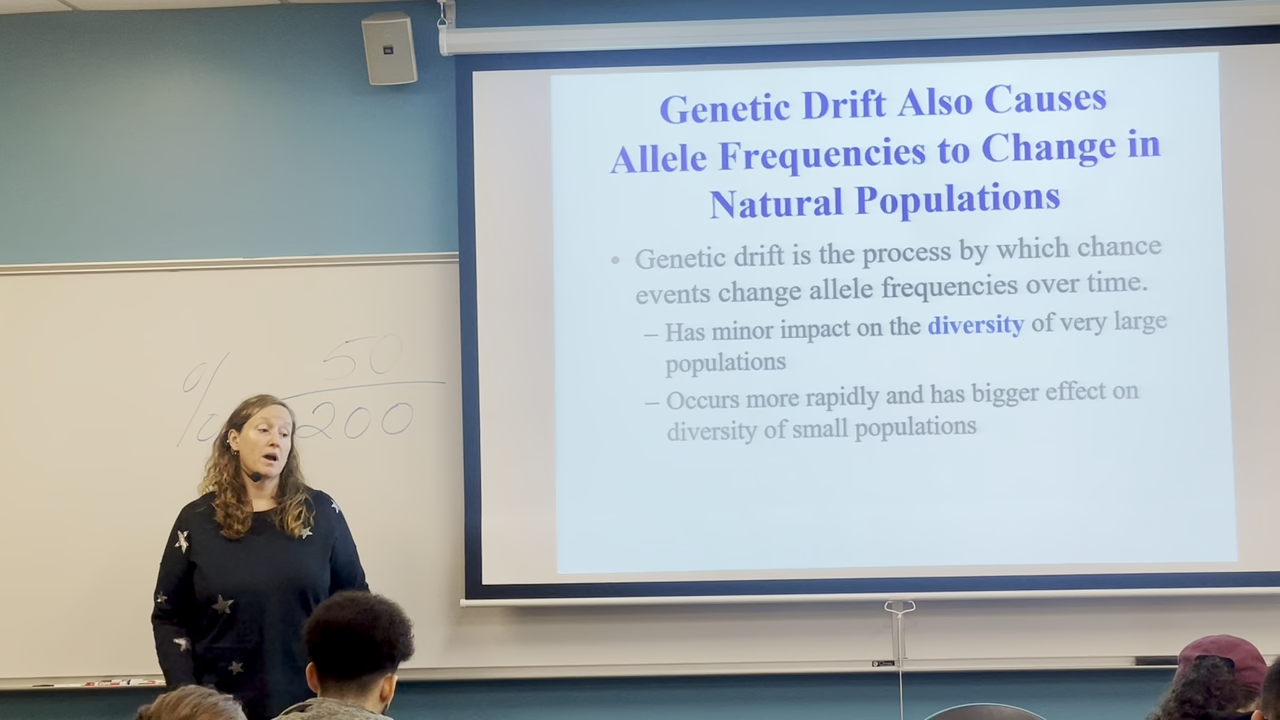 Genetic Drift Also Causes
Allele Frequencies to Change in
Natural Populations
• Genetic drift is the process by which chance
events change allele frequencies over time.
– Has minor impact on the diversity of very large
populations
– Occurs more rapidly and has bigger effect on
diversity of small populations
% 50
200